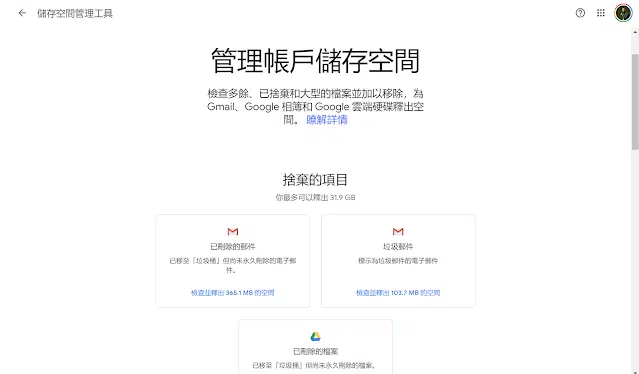 儲存空間管理工具
管理帳戶儲存空間
檢查多餘、已捨棄和大型的檔案並加以移除，為
Gmail、Google 相簿和 Google 雲端硬碟釋出空
間。 瞭解詳情
捨棄的項目
你最多可以釋出 31.9 GB
已刪除的郵件
已移至「垃圾桶」但尚未永久刪除的電子郵
件。
檢查並釋出 365.1 MB 的空間
垃圾郵件
標示為垃圾郵件的電子郵件
檢查並釋出 103.7 MB 的空間
已刪除的檔案
已移至「垃圾桶」但尚未永久刪除的檔案。